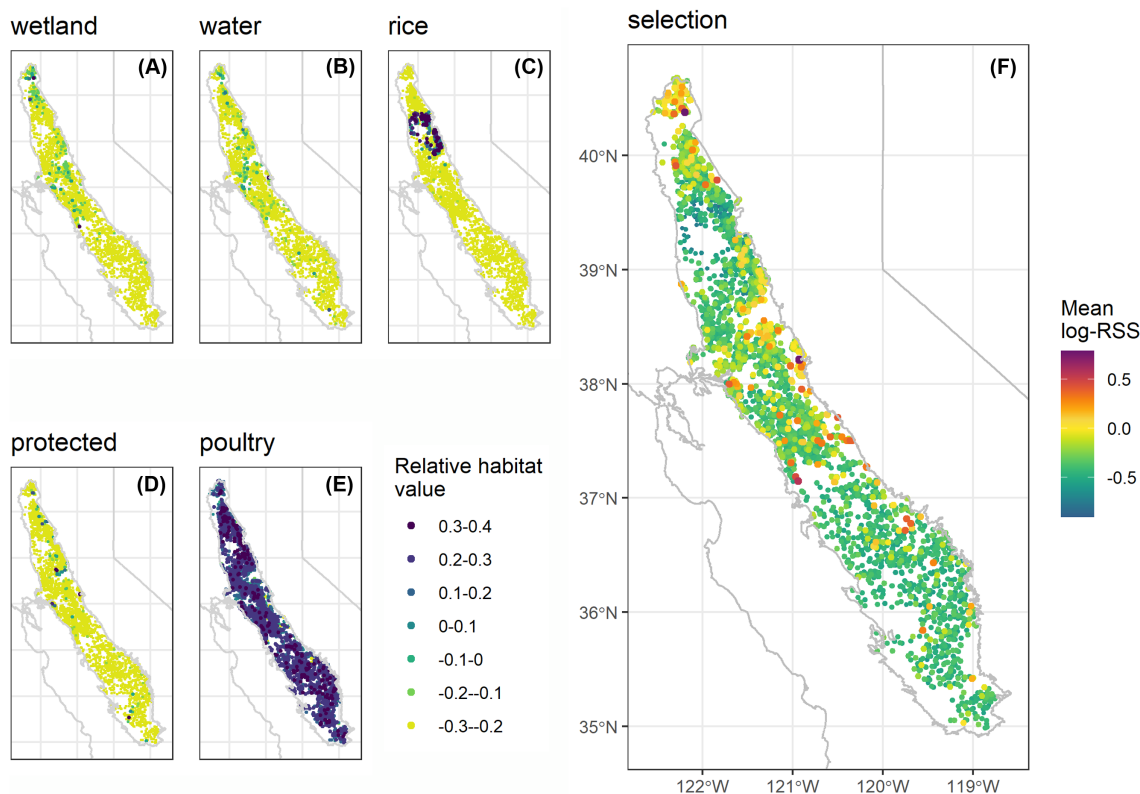 wetland
(A)
water
(B)
rice
(C)
protected
(D)
poultry
(E)
Relative habitat
value
0.3-0.4
0.2-0.3
0.1-0.2
0-0.1
-0.1-0
-0.2--0.1
-0.3--0.2
selection
(F)
40°N
39°N
38°N
37°N
36°N
35°N
122°W
121°W
120°W
119°W
Mean
log-RSS
0.5
0.0
-0.5